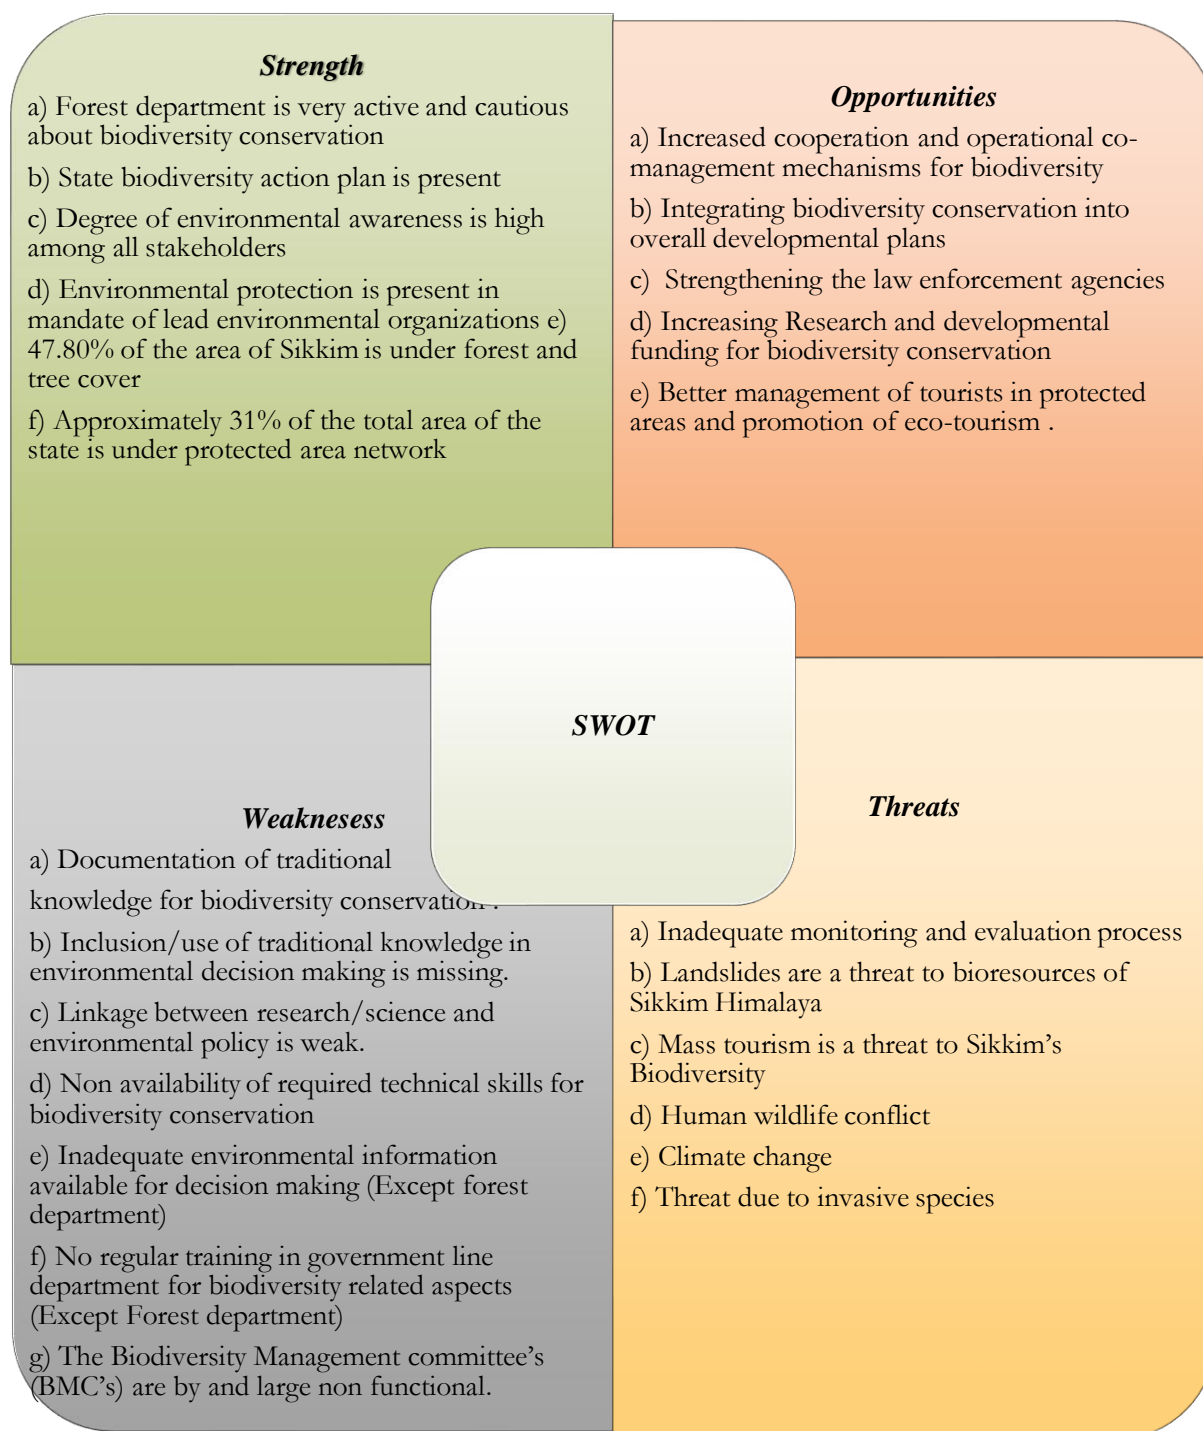 Strength
a) Forest department is very active and cautious
about biodiversity conservation
b) State biodiversity action plan is present
c) Degree of environmental awareness is high
among all stakeholders
d) Environmental protection is present in
mandate of lead environmental organizations e)
47.80% of the area of Sikkim is under forest and
tree cover
f) Approximately 31% of the total area of the
state is under protected area network
Opportunities
a) Increased cooperation and operational co-
management mechanisms for biodiversity
b) Integrating biodiversity conservation into
overall developmental plans
c) Strengthening the law enforcement agencies
d) Increasing Research and developmental
funding for biodiversity conservation
e) Better management of tourists in protected
areas and promotion of eco-tourism .
SWOT
Weaknesess
a) Documentation of traditional
knowledge for biodiversity conservation .
b) Inclusion/use of traditional knowledge in
environmental decision making is missing.
c) Linkage between research/science and
environmental policy is weak.
d) Non availability of required technical skills for
biodiversity conservation
e) Inadequate environmental information
available for decision making (Except forest
department)
f) No regular training in government line
department for biodiversity related aspects
(Except Forest department)
g) The Biodiversity Management committee's
(BMC's) are by and large non functional.
Threats
a) Inadequate monitoring and evaluation process
b) Landslides are a threat to bioresources of
Sikkim Himalaya
c) Mass tourism is a threat to Sikkim's
Biodiversity
d) Human wildlife conflict
e) Climate change
f) Threat due to invasive species